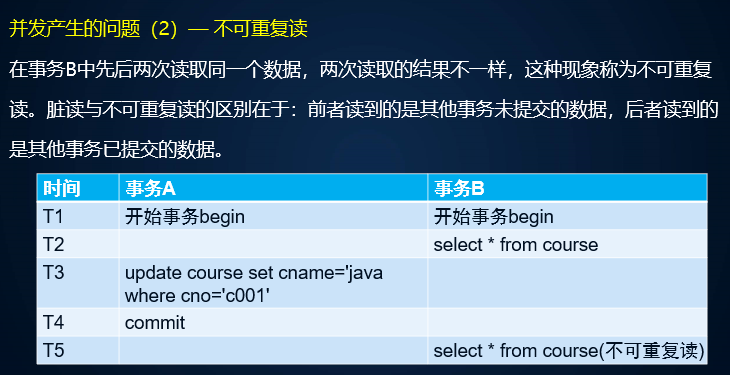 并发产生的问题（2）— 不可重复读
在事务B中先后两次读取同一个数据，两次读取的结果不一样，这种现象称为不可重复
读。脏读与不可重复读的区别在于：前者读到的是其他事务未提交的数据，后者读到的
是其他事务已提交的数据。
时间 事务A 事务B
T1 开始事务begin 开始事务begin
T2 select * from course
T3 update course set cname='java
where cno='c001'
T4 commit
T5 select * from course(不可重复读)